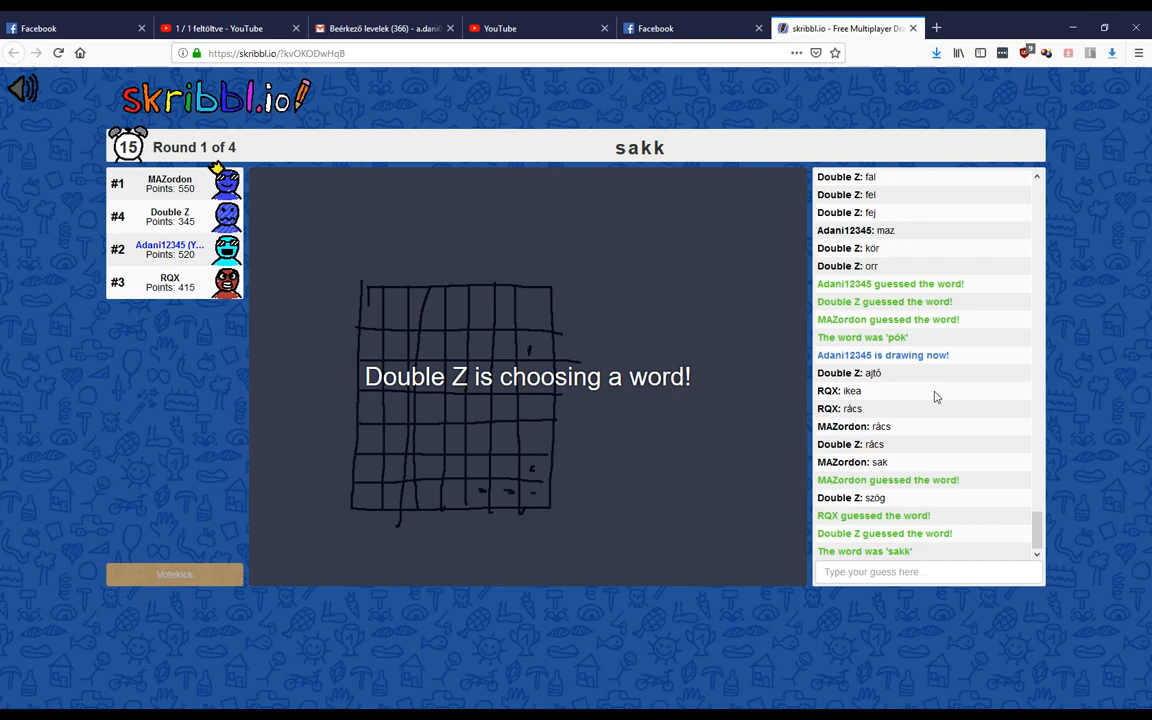 Facebook
1 / 1 feltöltve - YouTube
Beérkező levelek (366) – a.dani
YouTube
Facebook
skribbl.io - Free Multiplayer Dra
https://skribbl.io/?kvOKODwHqB
9
skribbl.io
15
Round 1 of 4
sakk
#1
MAZordon
Points: 550
#4
Double Z
Points: 345
#2
Adani12345 (Y...
Points: 520
#3
RQX
Points: 415
Votekick
Double Z is choosing a word!
Double Z: fal
Double Z: fel
Double Z: fej
Adani12345: maz
Double Z: kör
Double Z: orr
Adani12345 guessed the word!
Double Z guessed the word!
MAZordon guessed the word!
The word was 'pók'
Adani12345 is drawing now!
Double Z: ajtó
RQX: ikea
RQX: rács
MAZordon: rács
Double Z: rács
MAZordon: sak
MAZordon guessed the word!
Double Z: szög
RQX guessed the word!
Double Z guessed the word!
The word was 'sakk'
Type your guess here...